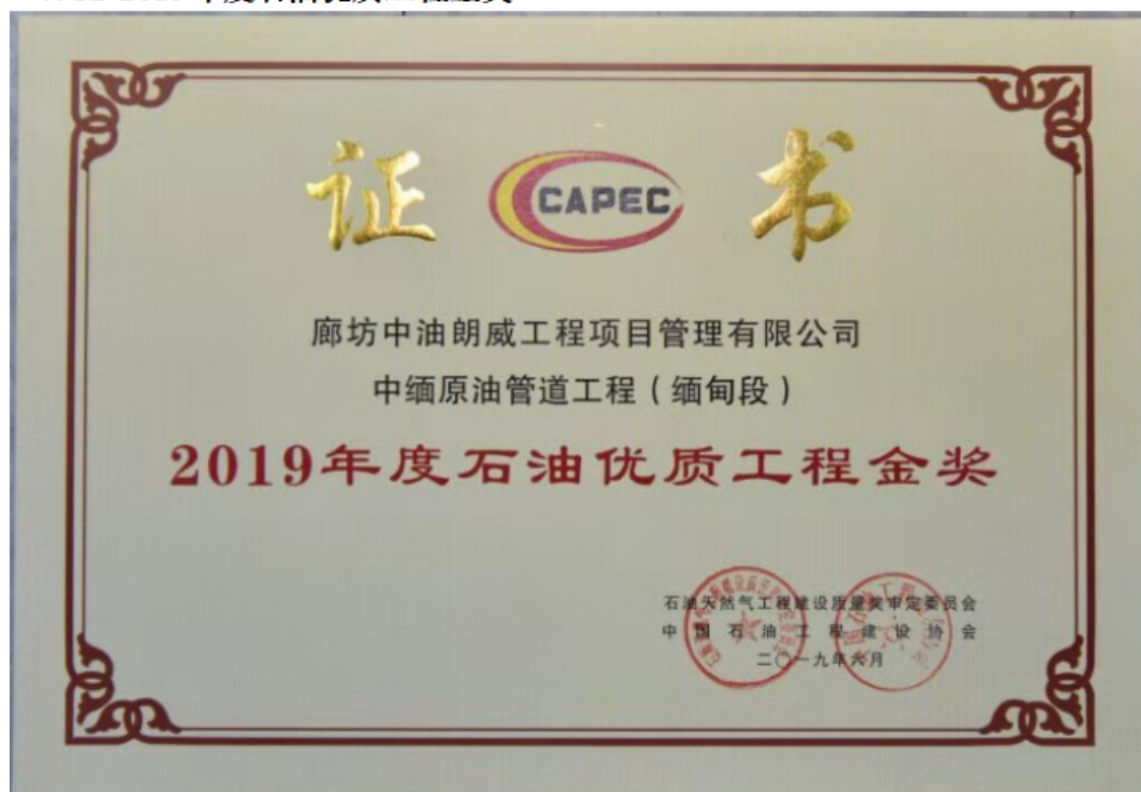 证 CAPEC 书
廊坊中油朗威工程项目管理有限公司
中缅原油管道工程（缅甸段）
2019年度石油优质工程金奖
石油天然气工程建设质量奖审定委员会
中国石油工程建设协会
二〇一九年六月